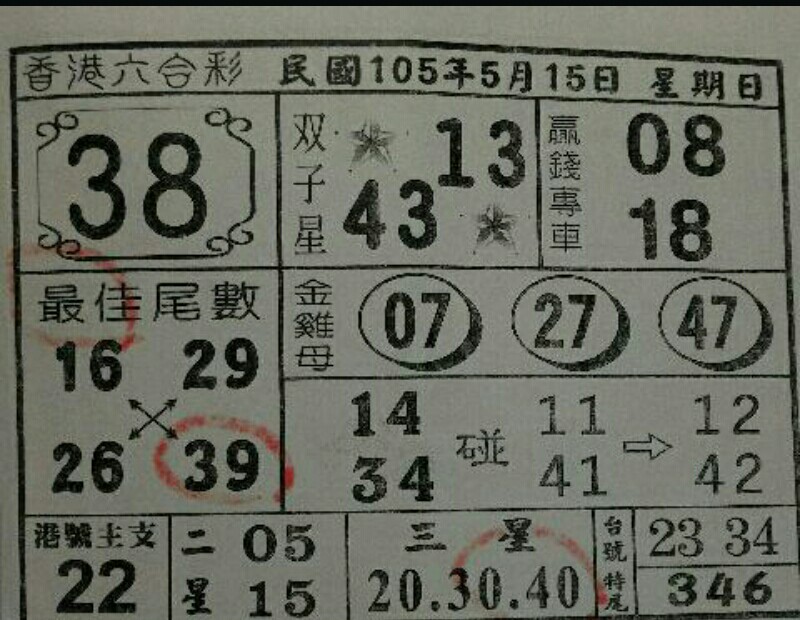 香港六合彩 民國105年5月15日 星期日
38
双子星
13
43
贏錢專車
08
18
最佳尾數
16 29
26 39
金雞母
07 27 47
14 11 12
碰
34 41 42
港號主支
22
二星
05
15
三星
20.30.40
台號特尾
23 34
346